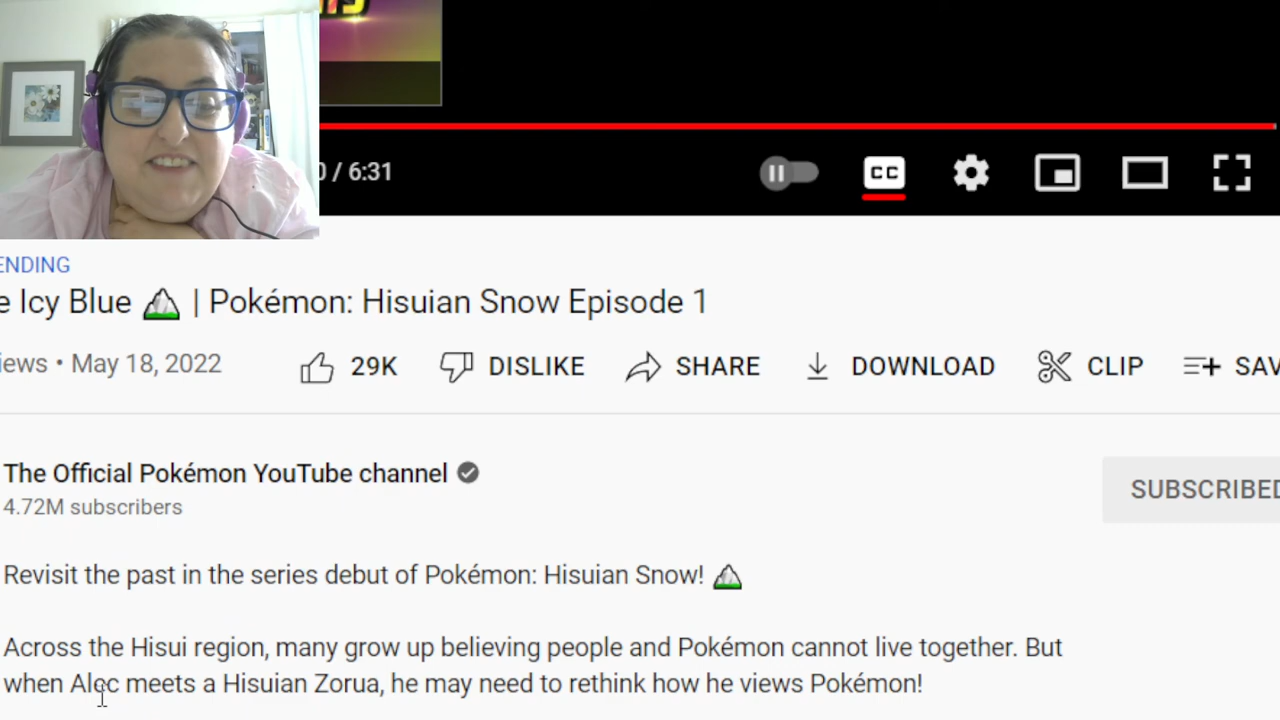 / 6:31
CC
ENDING
e Icy Blue | Pokémon: Hisuian Snow Episode 1
iews • May 18, 2022 29K DISLIKE SHARE DOWNLOAD CLIP SAV
The Official Pokémon YouTube channel
4.72M subscribers
SUBSCRIBED
Revisit the past in the series debut of Pokémon: Hisuian Snow!
Across the Hisui region, many grow up believing people and Pokémon cannot live together. But
when Alec meets a Hisuian Zorua, he may need to rethink how he views Pokémon!